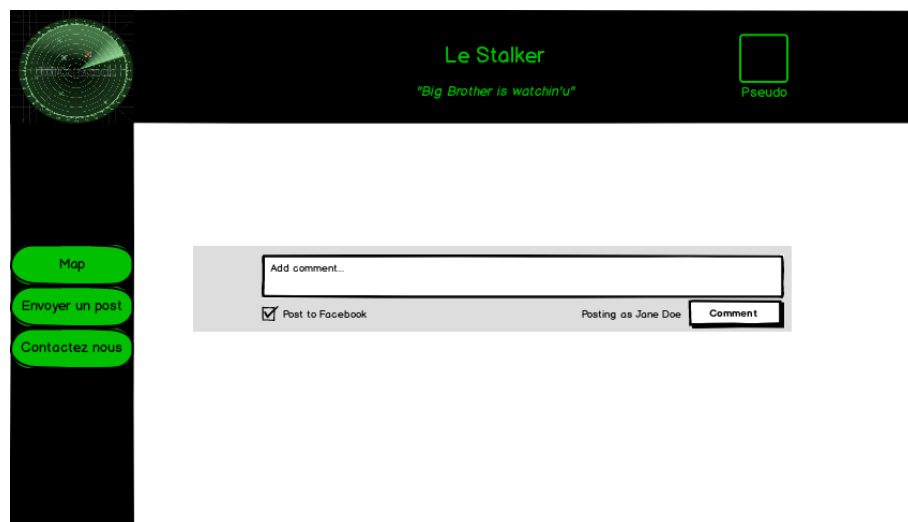 Le Stalker
"Big Brother is watchin'u"
Pseudo
Map
Envoyer un post
Contactez nous
Add comment...
Post to Facebook
Posting as Jane Doe
Comment